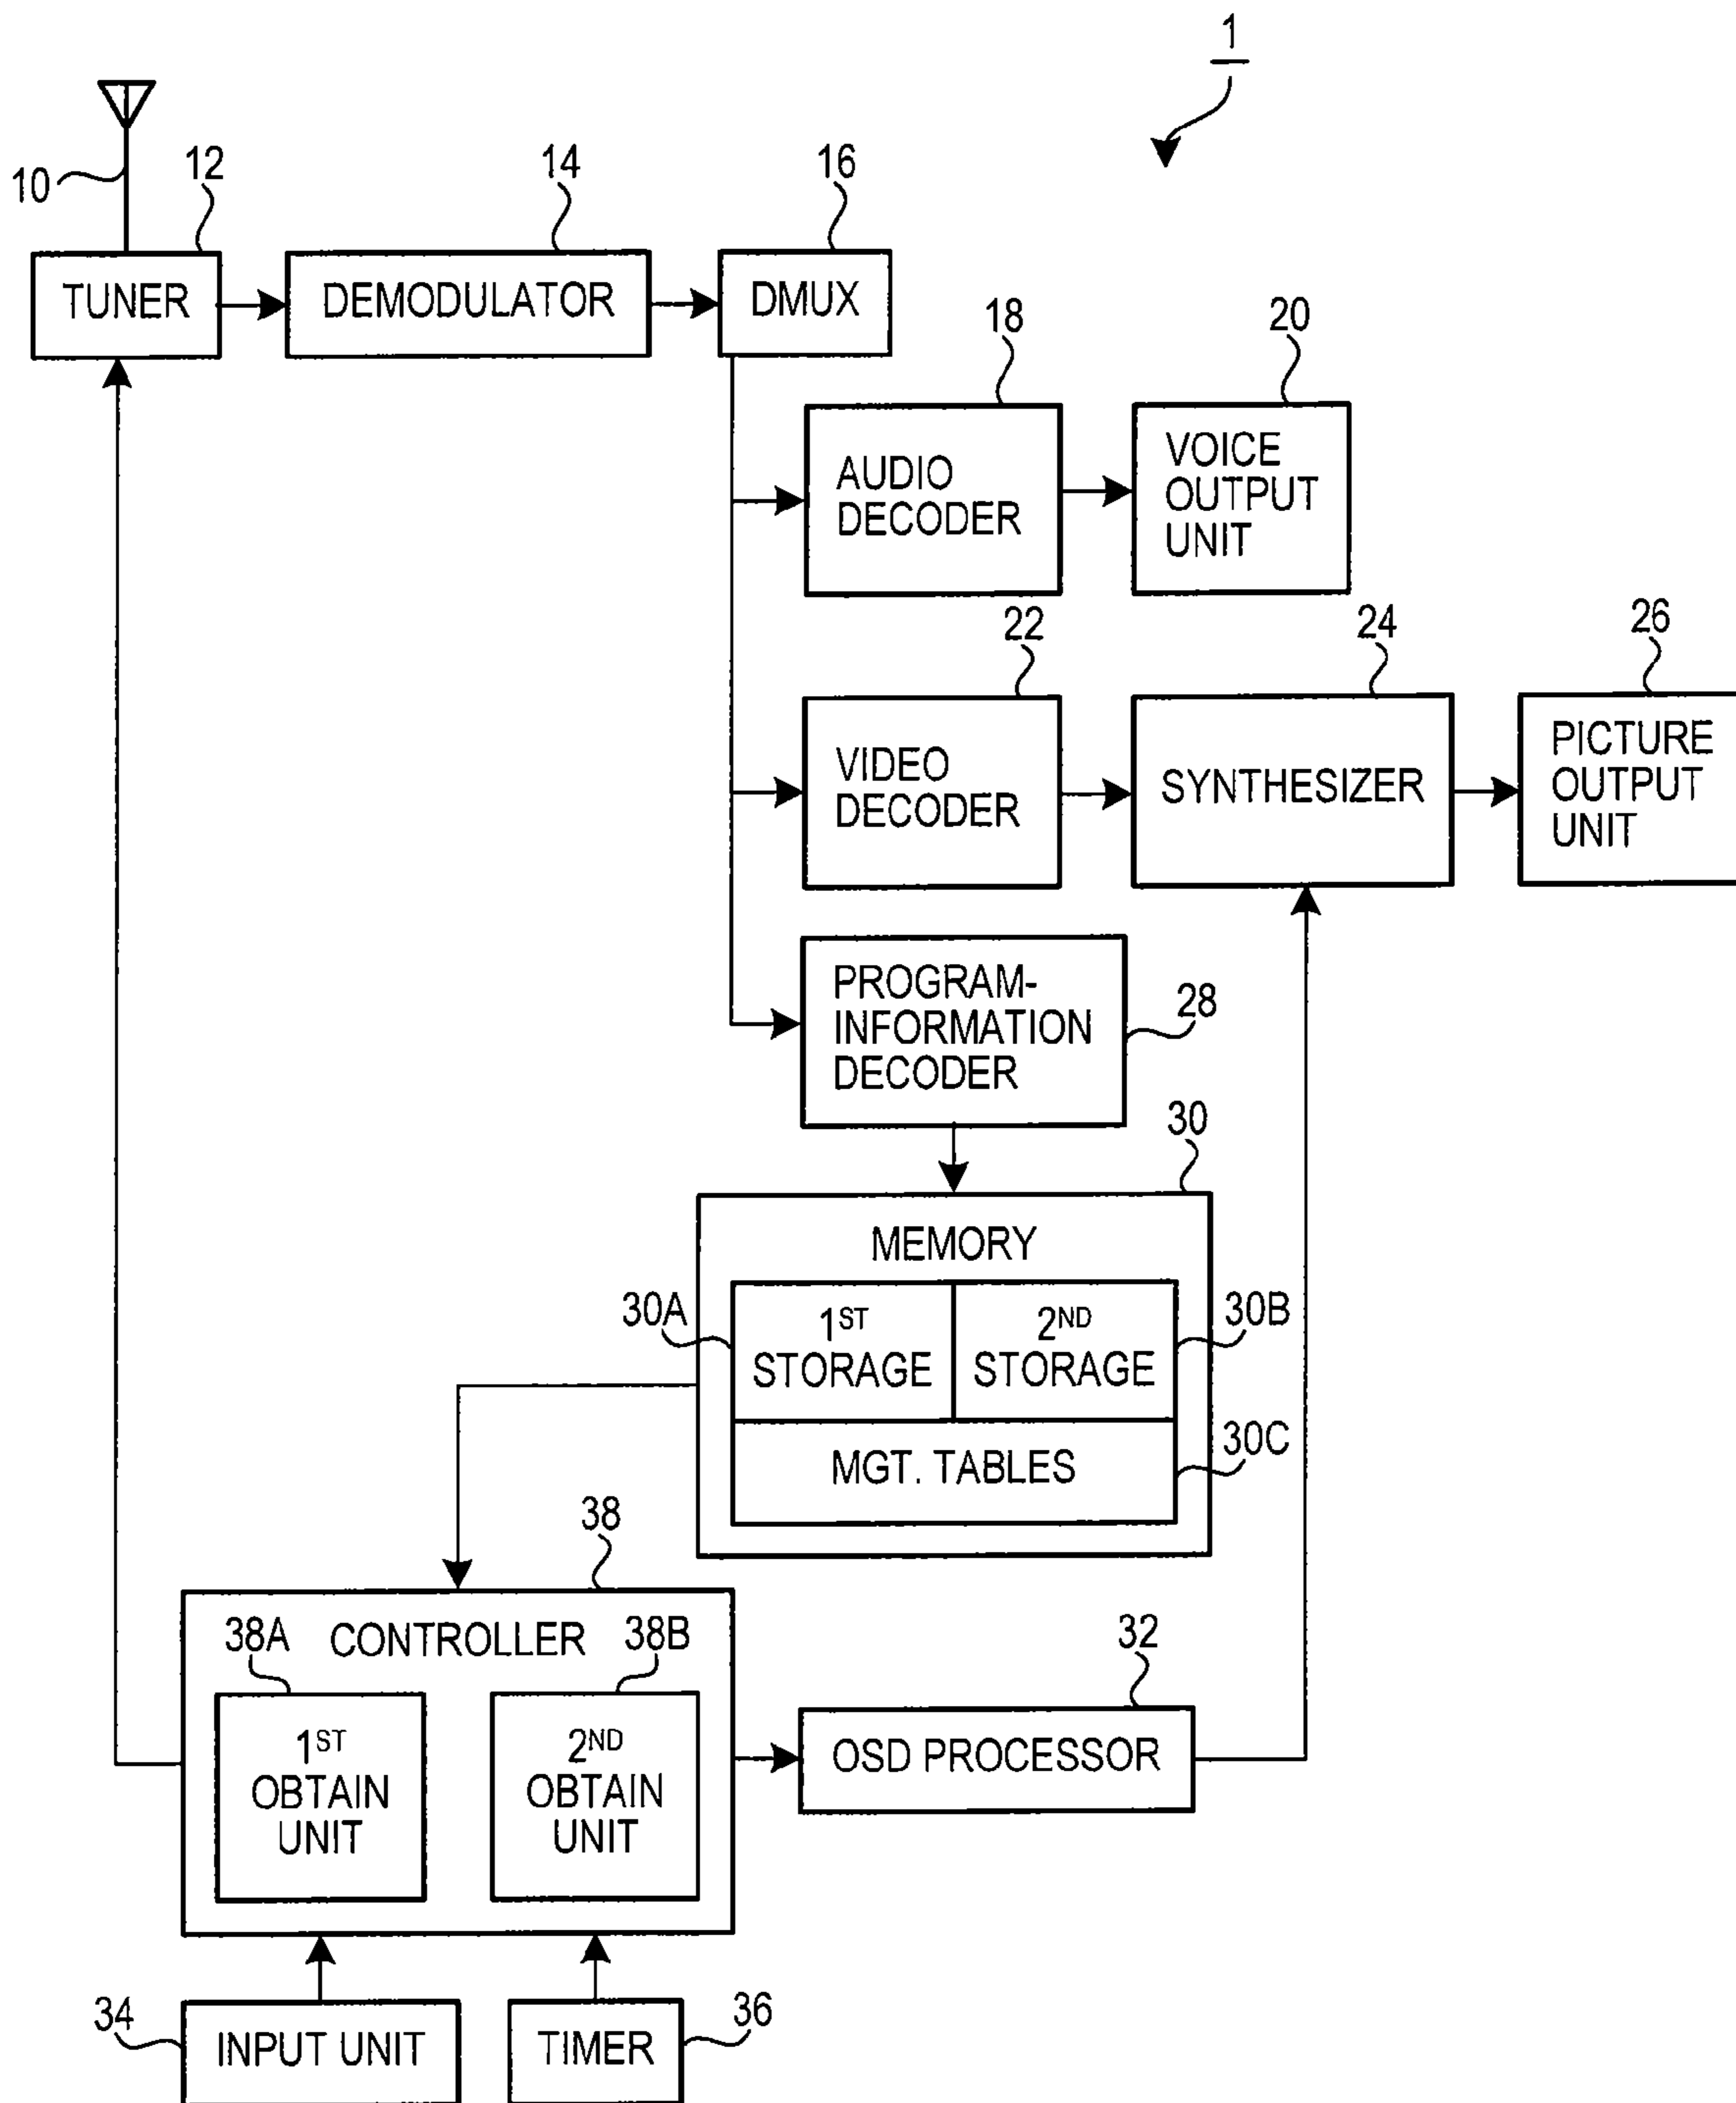 1
10
12
14
16
TUNER
DEMODULATOR
DMUX
18
20
AUDIO
DECODER
VOICE
OUTPUT
UNIT
22
24
26
VIDEO
DECODER
SYNTHESIZER
PICTURE
OUTPUT
UNIT
PROGRAM-
INFORMATION
DECODER
28
30
MEMORY
30A
1ST
STORAGE
2ND
STORAGE
30B
MGT. TABLES
30C
38
CONTROLLER
38A
38B
1ST
OBTAIN
UNIT
2ND
OBTAIN
UNIT
32
OSD PROCESSOR
34
INPUT UNIT
TIMER
36